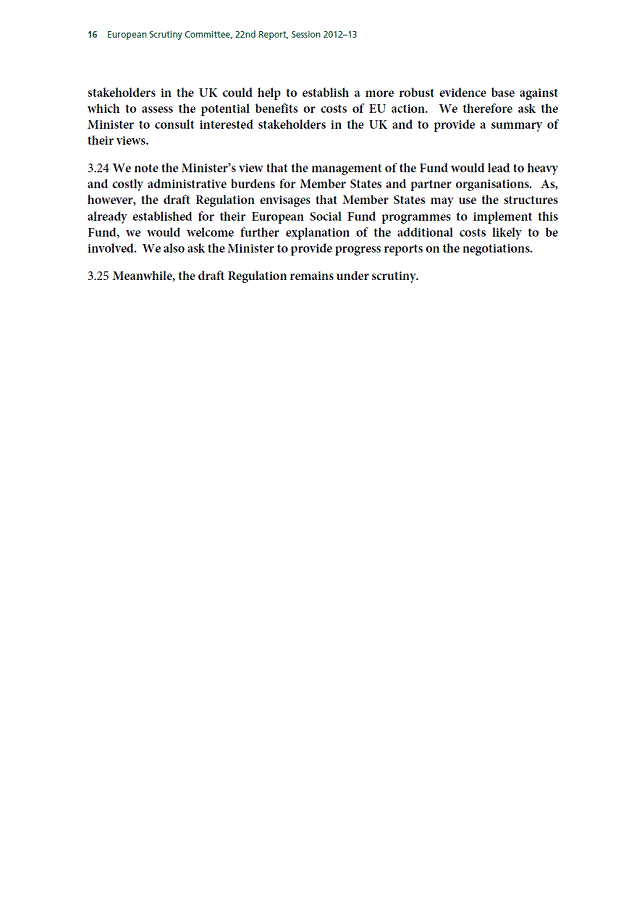 16 European Scrutiny Committee, 22nd Report, Session 2012–13
stakeholders in the UK could help to establish a more robust evidence base against
which to assess the potential benefits or costs of EU action. We therefore ask the
Minister to consult interested stakeholders in the UK and to provide a summary of
their views.
3.24 We note the Minister’s view that the management of the Fund would lead to heavy
and costly administrative burdens for Member States and partner organisations. As,
however, the draft Regulation envisages that Member States may use the structures
already established for their European Social Fund programmes to implement this
Fund, we would welcome further explanation of the additional costs likely to be
involved. We also ask the Minister to provide progress reports on the negotiations.
3.25 Meanwhile, the draft Regulation remains under scrutiny.